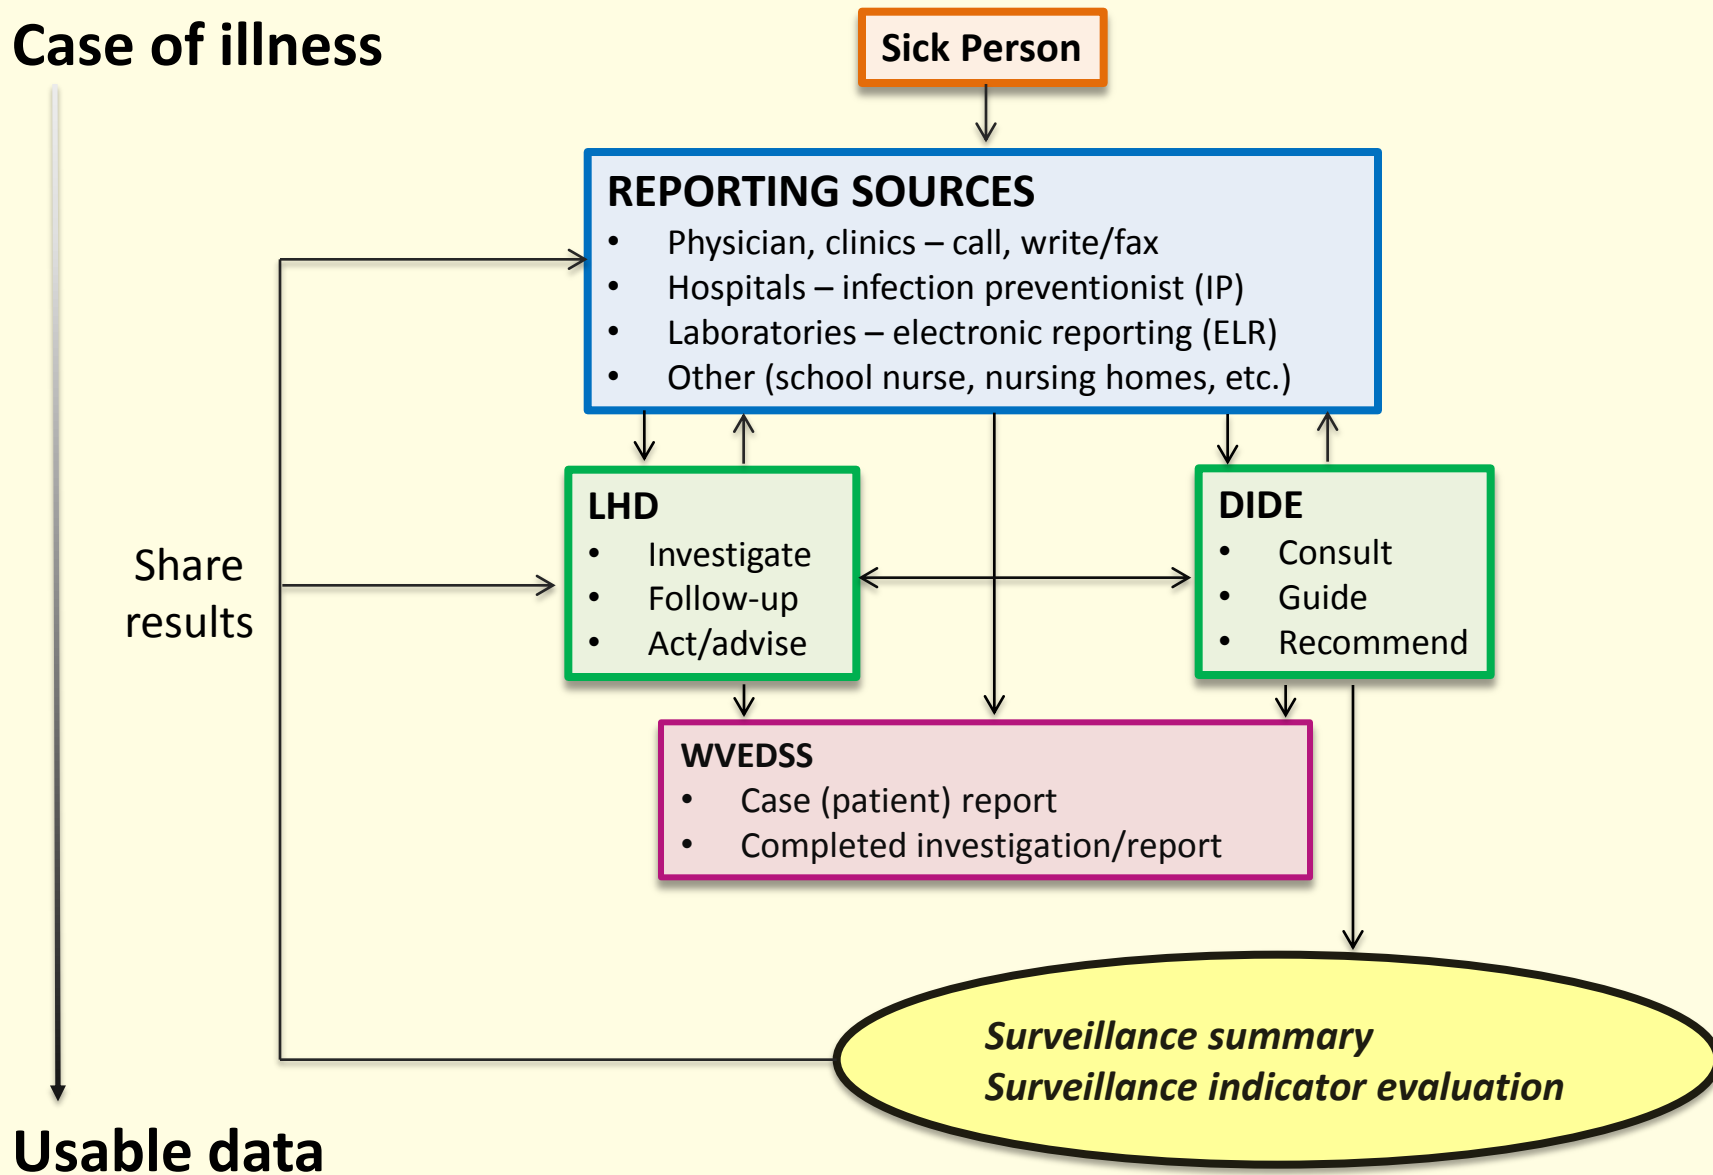 Case of illness
Sick Person
REPORTING SOURCES
• Physician, clinics – call, write/fax
• Hospitals – infection preventionist (IP)
• Laboratories – electronic reporting (ELR)
• Other (school nurse, nursing homes, etc.)
LHD
• Investigate
• Follow-up
• Act/advise
DIDE
• Consult
• Guide
• Recommend
Share
results
WVEDSS
• Case (patient) report
• Completed investigation/report
Surveillance summary
Surveillance indicator evaluation
Usable data